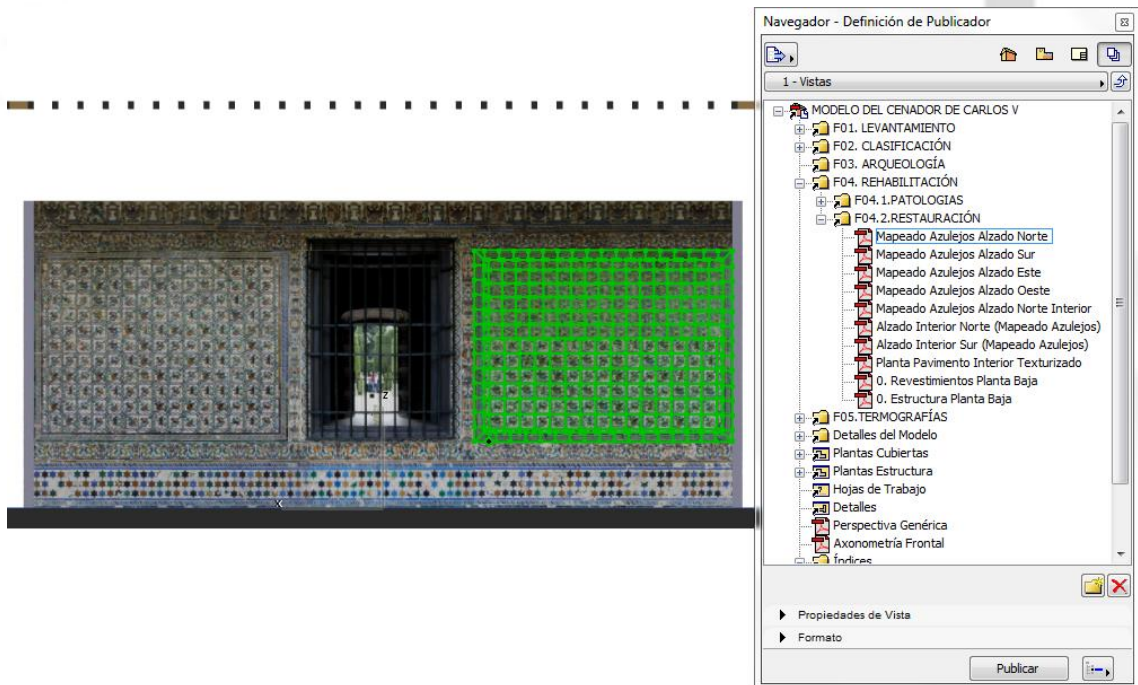 Navegador - Definición de Publicador
1 - Vistas
MODELO DEL CENADOR DE CARLOS V
F01. LEVANTAMIENTO
F02. CLASIFICACIÓN
F03. ARQUEOLOGÍA
F04. REHABILITACIÓN
F04.1.PATOLOGIAS
F04.2.RESTAURACIÓN
Mapeado Azulejos Alzado Norte
Mapeado Azulejos Alzado Sur
Mapeado Azulejos Alzado Este
Mapeado Azulejos Alzado Oeste
Mapeado Azulejos Alzado Norte Interior
Alzado Interior Norte (Mapeado Azulejos)
Alzado Interior Sur (Mapeado Azulejos)
Planta Pavimento Interior Texturizado
0. Revestimientos Planta Baja
0. Estructura Planta Baja
F05.TERMOGRAFÍAS
Detalles del Modelo
Plantas Cubiertas
Plantas Estructura
Hojas de Trabajo
Detalles
Perspectiva Genérica
Axonometría Frontal
Índices
Propiedades de Vista
Formato
Publicar
z
x